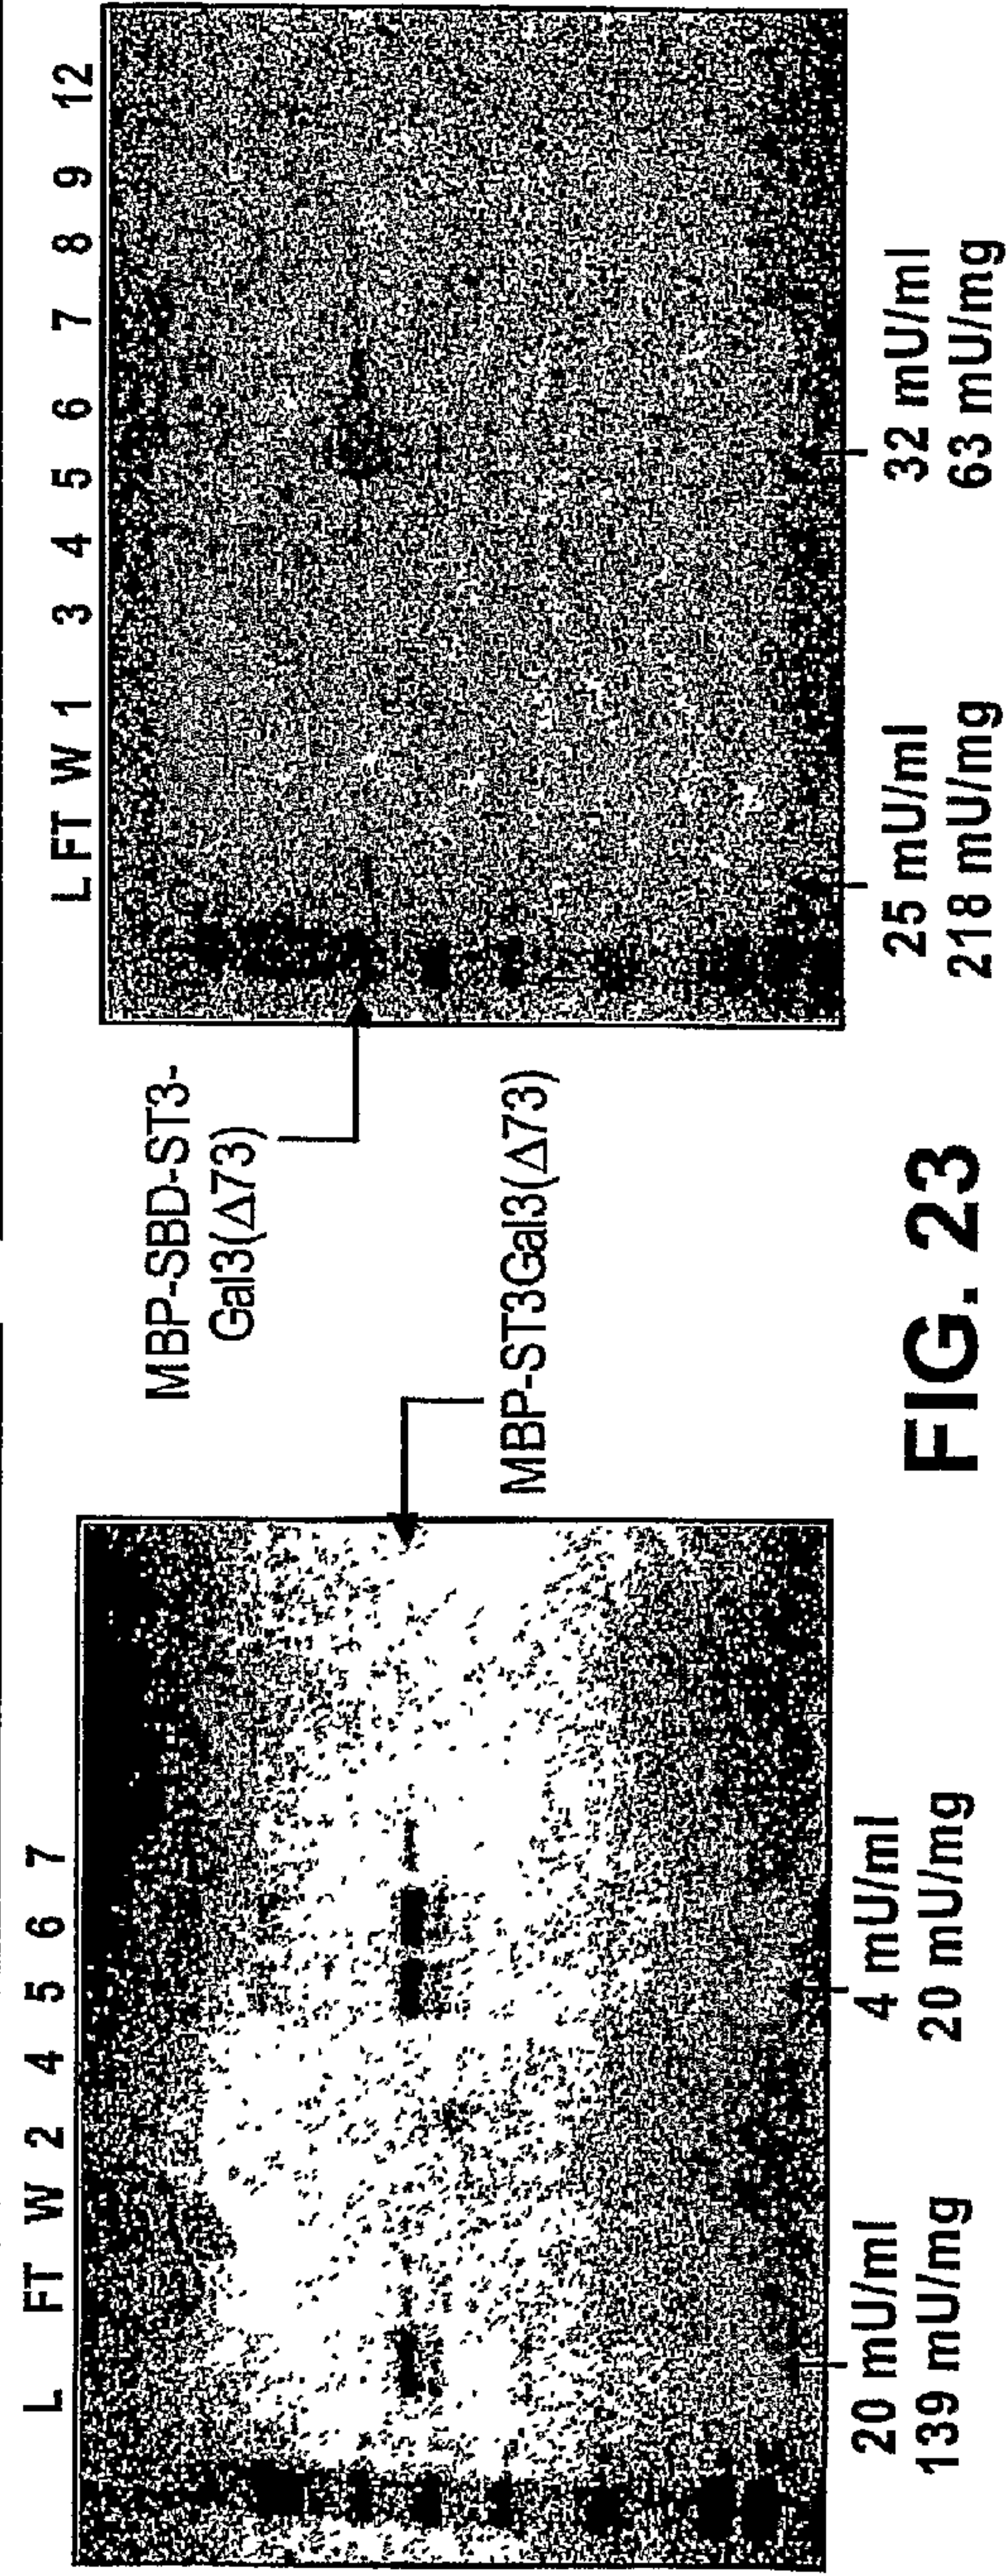 L FT W 2 4 5 6 7
20 mU/ml
139 mU/mg
4 mU/ml
20 mU/mg
MBP-SBD-ST3-
Gal3(Δ73)
MBP-ST3Gal3(Δ73)
L FT W 1 3 4 5 6 7 8 9 12
25 mU/ml
218 mU/mg
32 mU/ml
63 mU/mg
FIG. 23